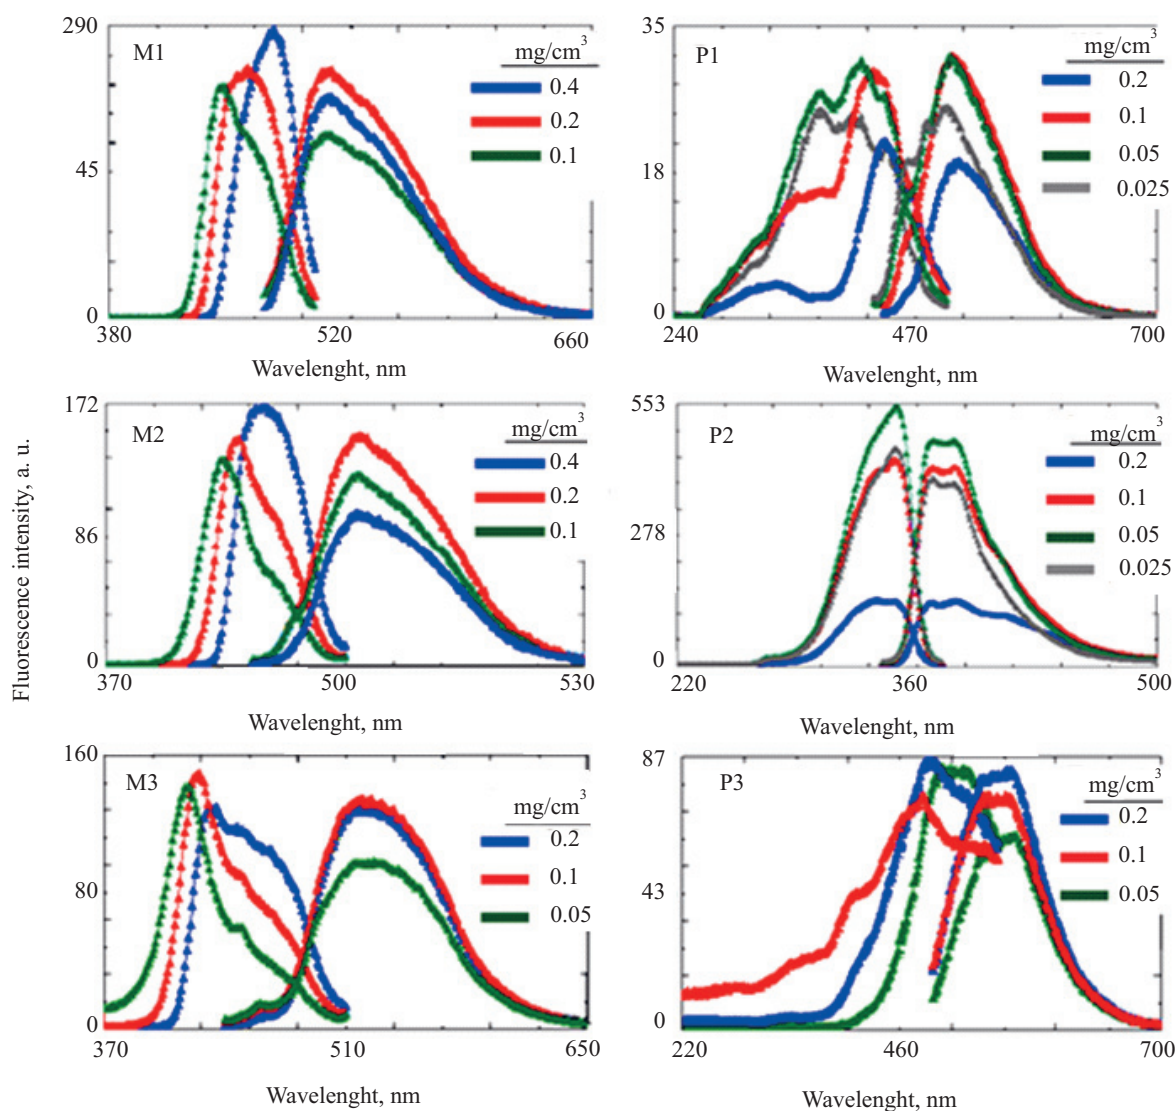 Fluorescence intensity, a. u.
290
45
0
M1
mg/cm³
0.4
0.2
0.1
380
520
660
Wavelenght, nm
35
18
0
P1
mg/cm³
0.2
0.1
0.05
0.025
240
470
700
Wavelenght, nm
172
86
0
M2
mg/cm³
0.4
0.2
0.1
370
500
530
Wavelenght, nm
553
278
0
P2
mg/cm³
0.2
0.1
0.05
0.025
220
360
500
Wavelenght, nm
160
80
0
M3
mg/cm³
0.2
0.1
0.05
370
510
650
Wavelenght, nm
87
43
0
P3
mg/cm³
0.2
0.1
0.05
220
460
700
Wavelenght, nm